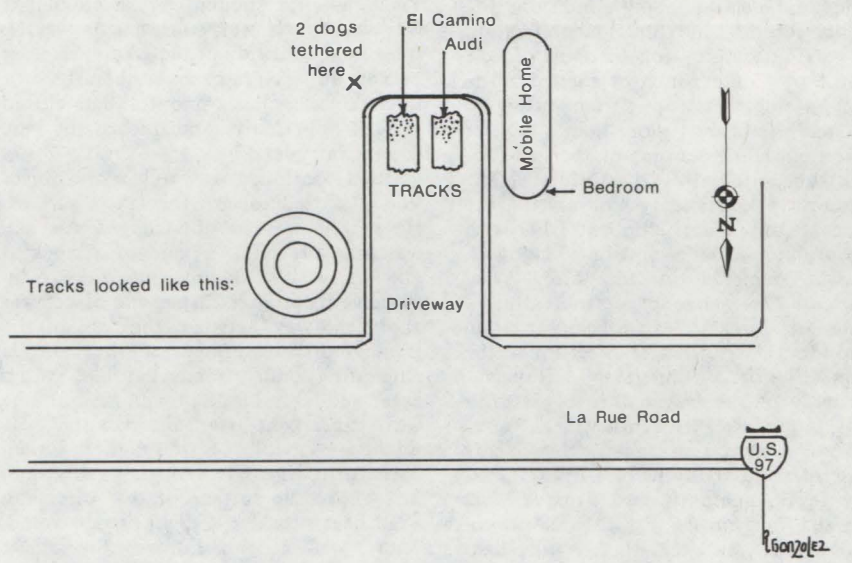 2 dogs
tethered
here
El Camino
Audi
Mobile Home
TRACKS
Bedroom
N
Tracks looked like this:
Driveway
La Rue Road
U.S.
97
R Gonzolez